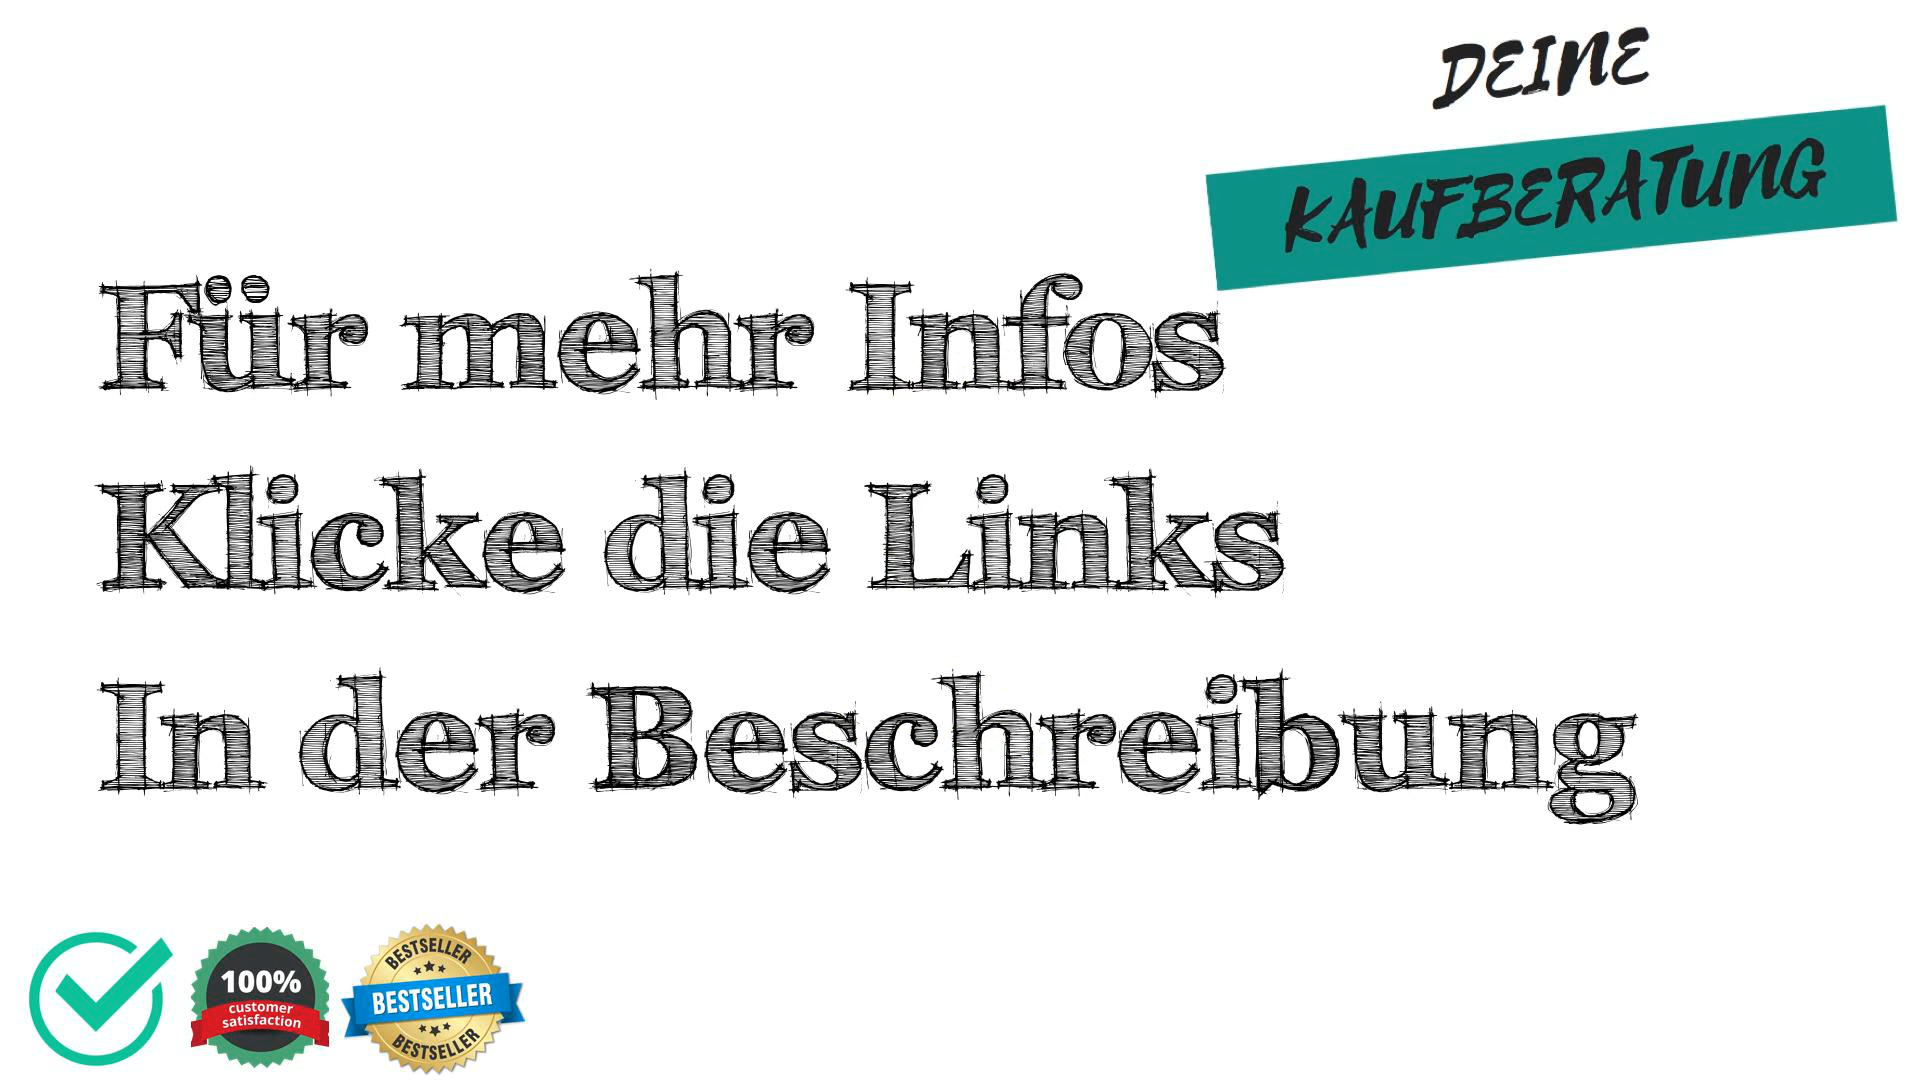 DEINE
KAUFBERATUNG
Für mehr Infos
Klicke die Links
In der Beschreibung
100%
customer
satisfaction
BESTSELLER
BESTSELLER
BESTSELLER